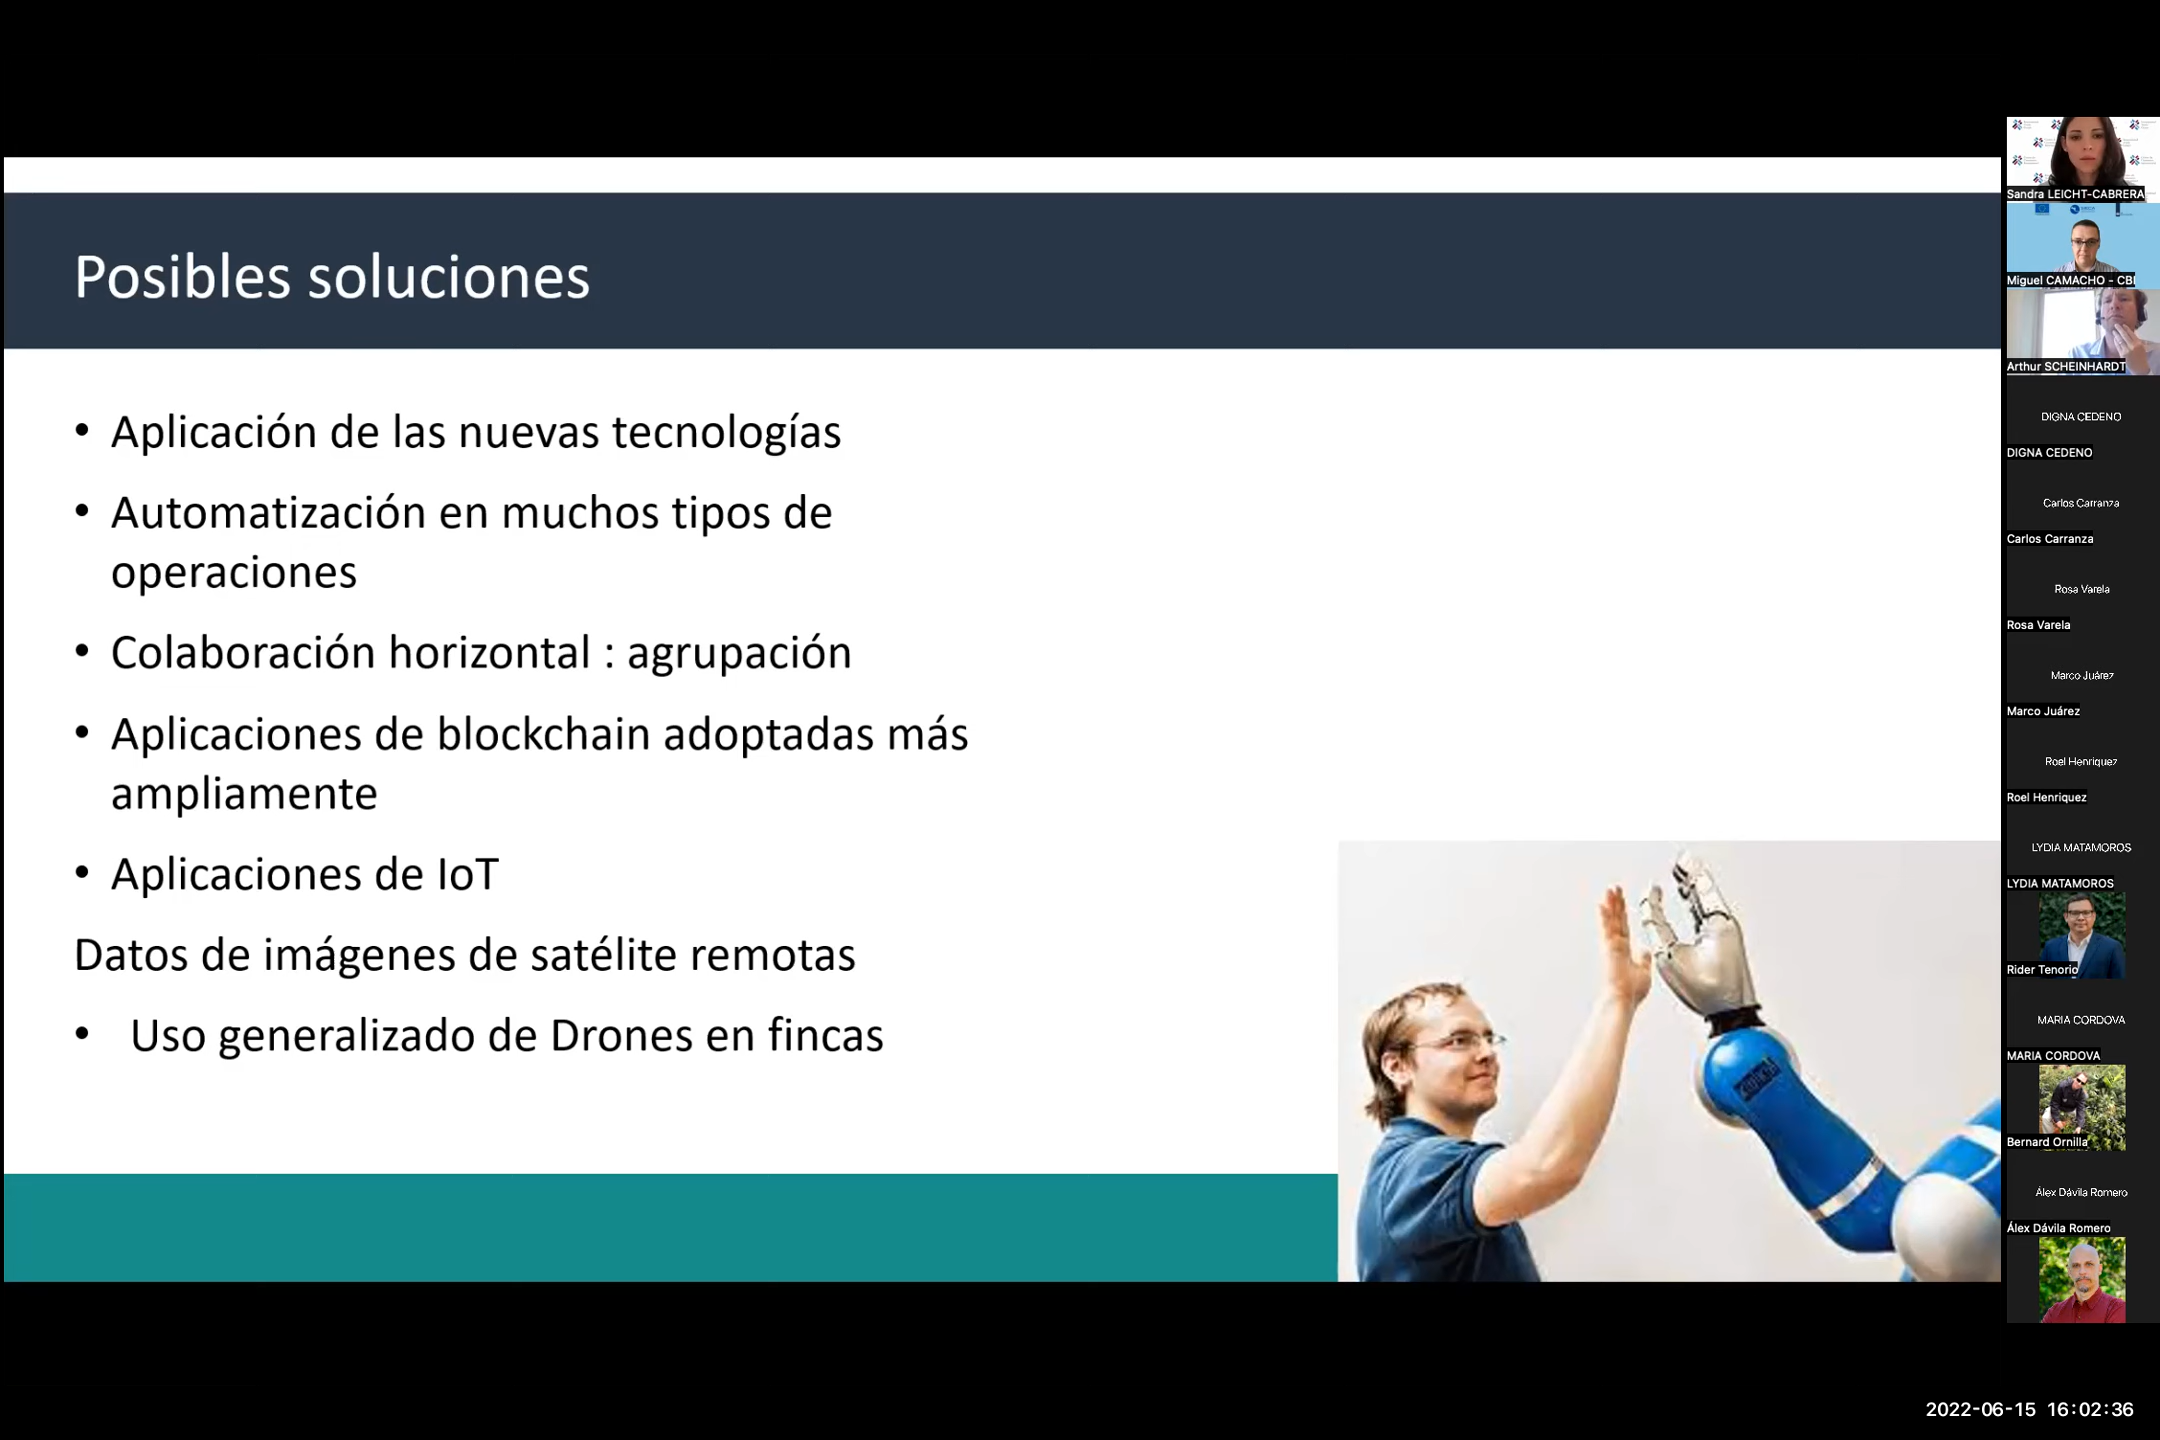 Posibles soluciones
• Aplicación de las nuevas tecnologías
• Automatización en muchos tipos de
operaciones
• Colaboración horizontal : agrupación
• Aplicaciones de blockchain adoptadas más
ampliamente
• Aplicaciones de IoT
Datos de imágenes de satélite remotas
• Uso generalizado de Drones en fincas
Sandra LEICHT-CABRERA
Miguel CAMACHO - CBI
Arthur SCHEINHARDT
DIGNA CEDENO
DIGNA CEDENO
Carlos Carranza
Carlos Carranza
Rosa Varela
Rosa Varela
Marco Juárez
Marco Juárez
Roel Henriquez
Roel Henriquez
LYDIA MATAMOROS
LYDIA MATAMOROS
Rider Tenorio
MARIA CORDOVA
MARIA CORDOVA
Bernard Ornilla
Álex Dávila Romero
Álex Dávila Romero
2022-06-15 16:02:36